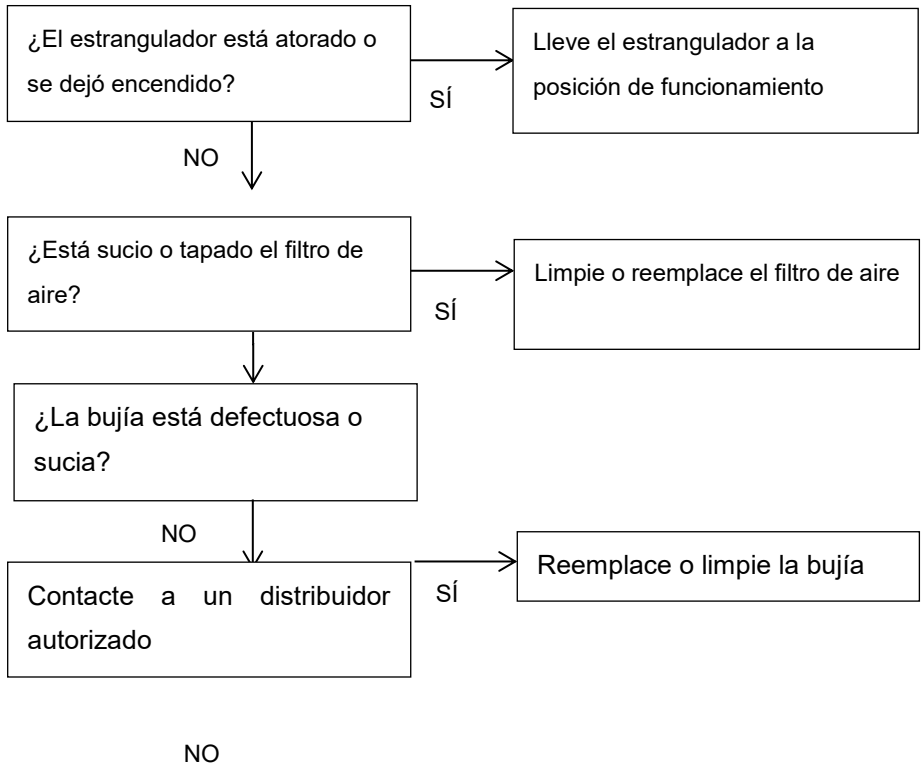 ¿El estrangulador está atorado o
se dejó encendido?
SÍ
Lleve el estrangulador a la
posición de funcionamiento
NO
¿Está sucio o tapado el filtro de
aire?
SÍ
Limpie o reemplace el filtro de aire
¿La bujía está defectuosa o
sucia?
NO
Contacte a un distribuidor
autorizado
SÍ
Reemplace o limpie la bujía
NO